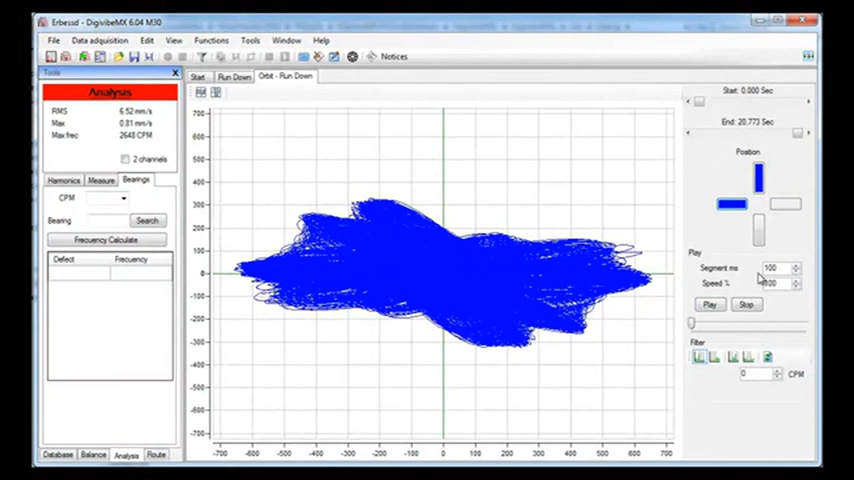 Erbessd - DigivibeMX 6.04 M30
File Data acquisition Edit View Functions Tools Window Help
Notices
Tools
Start Run Down Orbit - Run Down
Analysis
RMS 6.52 mm/s
Max 0.81 mm/s
Max frec 2648 CPM
2 channels
Harmonics Measure Bearings
CPM
Bearing Search
Frequency Calculate
Defect Frequency
Database Balance Analysis Route
700
600
500
400
300
200
100
0
-100
-200
-300
-400
-500
-600
-700
-700 -600 -500 -400 -300 -200 -100 0 100 200 300 400 500 600 700
Start: 0.000 Sec
End: 20.773 Sec
Position
Play
Segment ms 100
Speed %
Play Stop
Filter
0 CPM